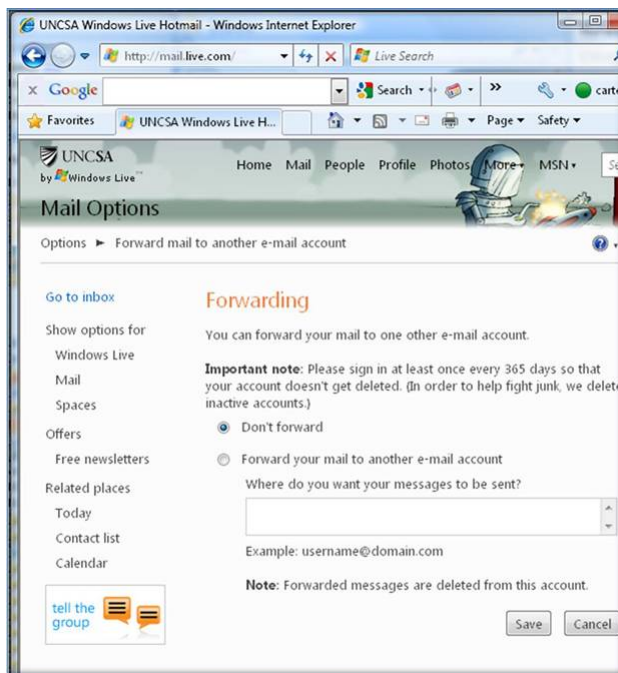 UNCSA Windows Live Hotmail - Windows Internet Explorer
http://mail.live.com/ Live Search
x Google Search
Favorites UNCSA Windows Live H... Page Safety
UNCSA
by Windows Live™
Home Mail People Profile Photos More MSN
Mail Options
Options ► Forward mail to another e-mail account
Go to inbox
Show options for
Windows Live
Mail
Spaces
Offers
Free newsletters
Related places
Today
Contact list
Calendar
tell the
group
Forwarding
You can forward your mail to one other e-mail account.
Important note: Please sign in at least once every 365 days so that
your account doesn't get deleted. (In order to help fight junk, we delete
inactive accounts.)
Don't forward
Forward your mail to another e-mail account
Where do you want your messages to be sent?
Example: username@domain.com
Note: Forwarded messages are deleted from this account.
Save Cancel